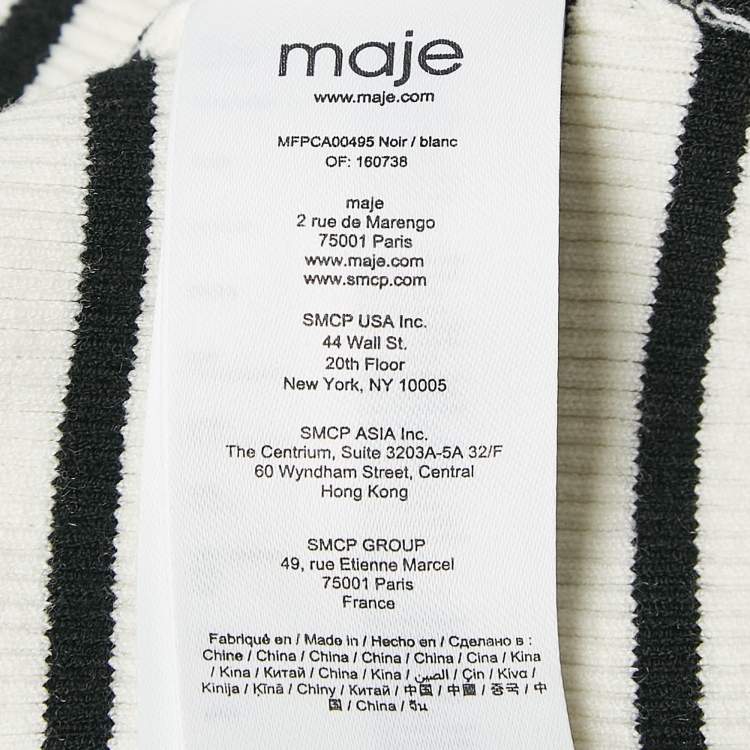 maje
www.maje.com
MFPCA00495 Noir / blanc
OF: 160738
maje
2 rue de Marengo
75001 Paris
www.maje.com
www.smcp.com
SMCP USA Inc.
44 Wall St.
20th Floor
New York, NY 10005
SMCP ASIA Inc.
The Centrium, Suite 3203A-5A 32/F
60 Wyndham Street, Central
Hong Kong
SMCP GROUP
49, rue Etienne Marcel
75001 Paris
France
Fabriqué en / Made in / Hecho en / Сделано в :
Chine / China / China / China / China / Cina / Kina
/ Kına / Китай / China / Kina / الصين / Çin / Κίνα /
Kinija / Ķīnā / Chiny / Китай / 中国 / 中國 / 중국 / 中
国 / China / จีน